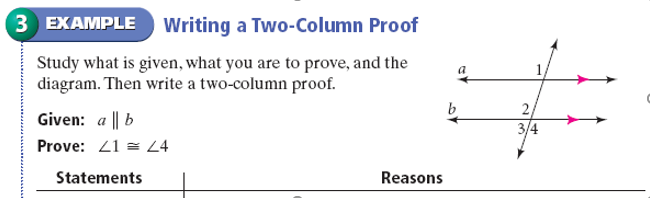 3 EXAMPLE Writing a Two-Column Proof
Study what is given, what you are to prove, and the
diagram. Then write a two-column proof.
Given: a ∥ b
Prove: ∠1 ≅ ∠4
Statements Reasons
a 1
b 2
3 4